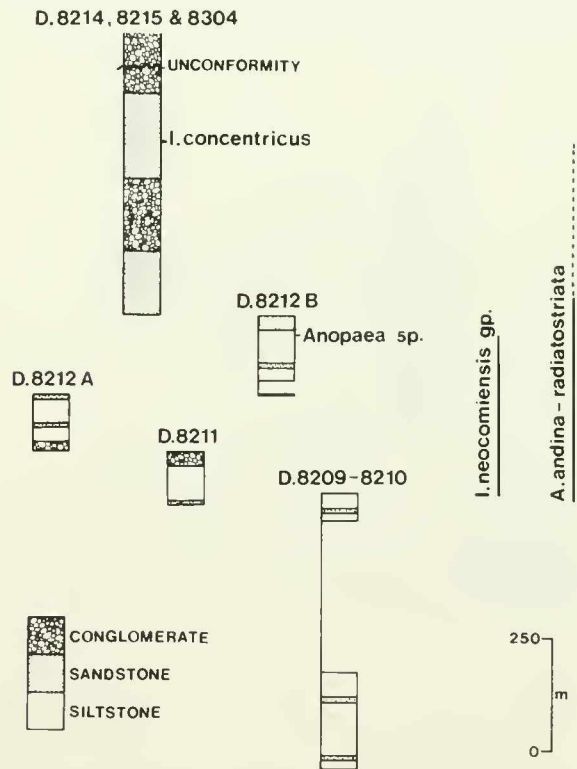 D.8214, 8215 & 8304
UNCONFORMITY
I.concentricus
D.8212 B
Anopaea sp.
D.8212 A
D.8211
D.8209-8210
I.neocomiensis gp.
A.andina-radiatostriata
CONGLOMERATE
SANDSTONE
SILTSTONE
250
m
0